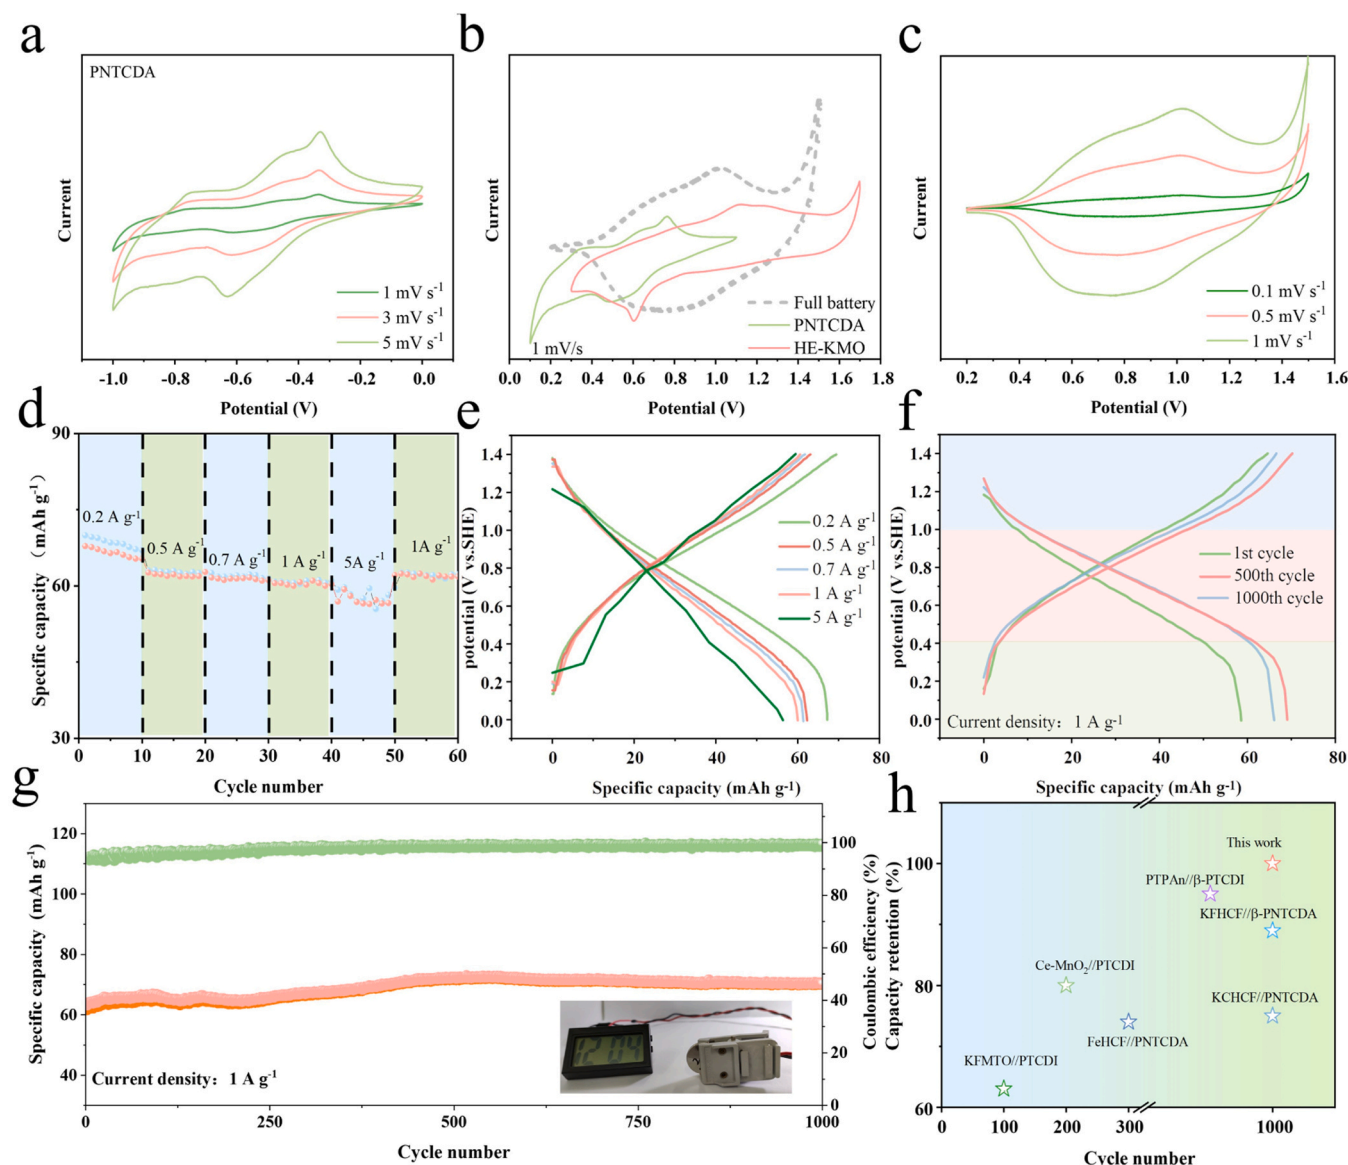 a
PNTCDA
Current
1 mV s-1
3 mV s-1
5 mV s-1
-1.0 -0.8 -0.6 -0.4 -0.2 0.0
Potential (V)
b
Current
Full battery
PNTCDA
HE-KMO
1 mV/s
0.0 0.2 0.4 0.6 0.8 1.0 1.2 1.4 1.6 1.8
Potential (V)
c
Current
0.1 mV s-1
0.5 mV s-1
1 mV s-1
0.2 0.4 0.6 0.8 1.0 1.2 1.4 1.6
Potential (V)
d
Specific capacity (mAh g-1)
90
60
30
0.2 A g-1
0.5 A g-1
0.7 A g-1
1 A g-1
5A g-1
1A g-1
0 10 20 30 40 50 60
Cycle number
e
potential (V vs.SHE)
1.4
1.2
1.0
0.8
0.6
0.4
0.2
0.0
0.2 A g-1
0.5 A g-1
0.7 A g-1
1 A g-1
5 A g-1
0 20 40 60 80
Specific capacity (mAh g-1)
f
potential (V vs.SHE)
1.4
1.2
1.0
0.8
0.6
0.4
0.2
0.0
1st cycle
500th cycle
1000th cycle
Current density: 1 A g-1
0 20 40 60 80
Specific capacity (mAh g-1)
g
Specific capacity (mAh g-1)
120
100
80
60
40
Current density: 1 A g-1
12:04
Coulombic efficiency (%)
100
80
60
40
20
0
0 250 500 750 1000
Cycle number
h
Capacity retention (%)
100
80
60
This work
PTPAn//β-PTCDI
KFHCF//β-PNTCDA
Ce-MnO2//PTCDI
KCHCF//PNTCDA
FeHCF//PNTCDA
KFMTO//PTCDI
0 100 200 300 1000
Cycle number